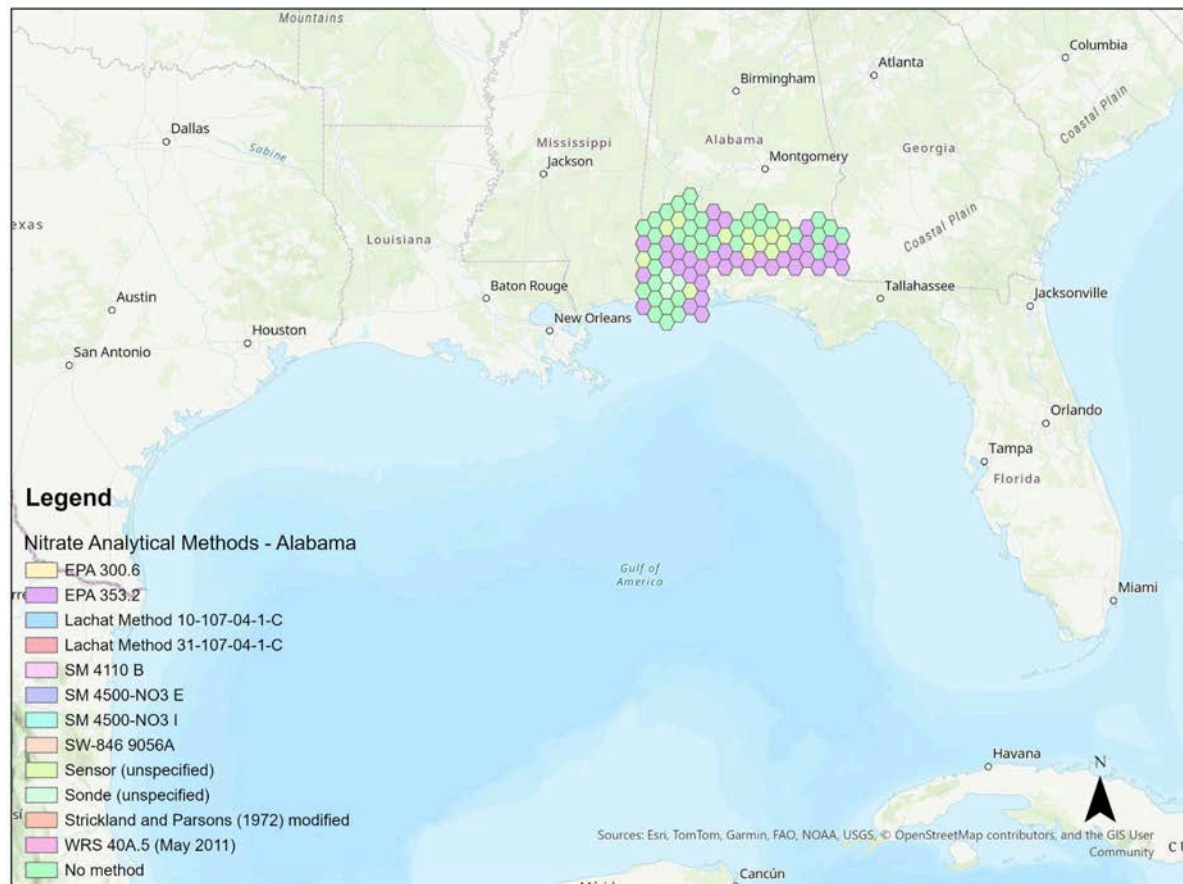 Mountains
Columbia
Atlanta
Birmingham
Coastal Plain
Dallas
Sabine
Mississippi
Alabama
Georgia
Jackson
Montgomery
exas
Louisiana
Coastal Plain
Austin
Baton Rouge
Tallahassee
Jacksonville
New Orleans
Houston
San Antonio
Orlando
Tampa
Florida
Gulf of
America
Miami
Havana
N
Legend
Nitrate Analytical Methods - Alabama
EPA 300.6
EPA 353.2
Lachat Method 10-107-04-1-C
Lachat Method 31-107-04-1-C
SM 4110 B
SM 4500-NO3 E
SM 4500-NO3 I
SW-846 9056A
Sensor (unspecified)
Sonde (unspecified)
Strickland and Parsons (1972) modified
WRS 40A.5 (May 2011)
No method
Sources: Esri, TomTom, Garmin, FAO, NOAA, USGS, © OpenStreetMap contributors, and the GIS User
Community
Cancún